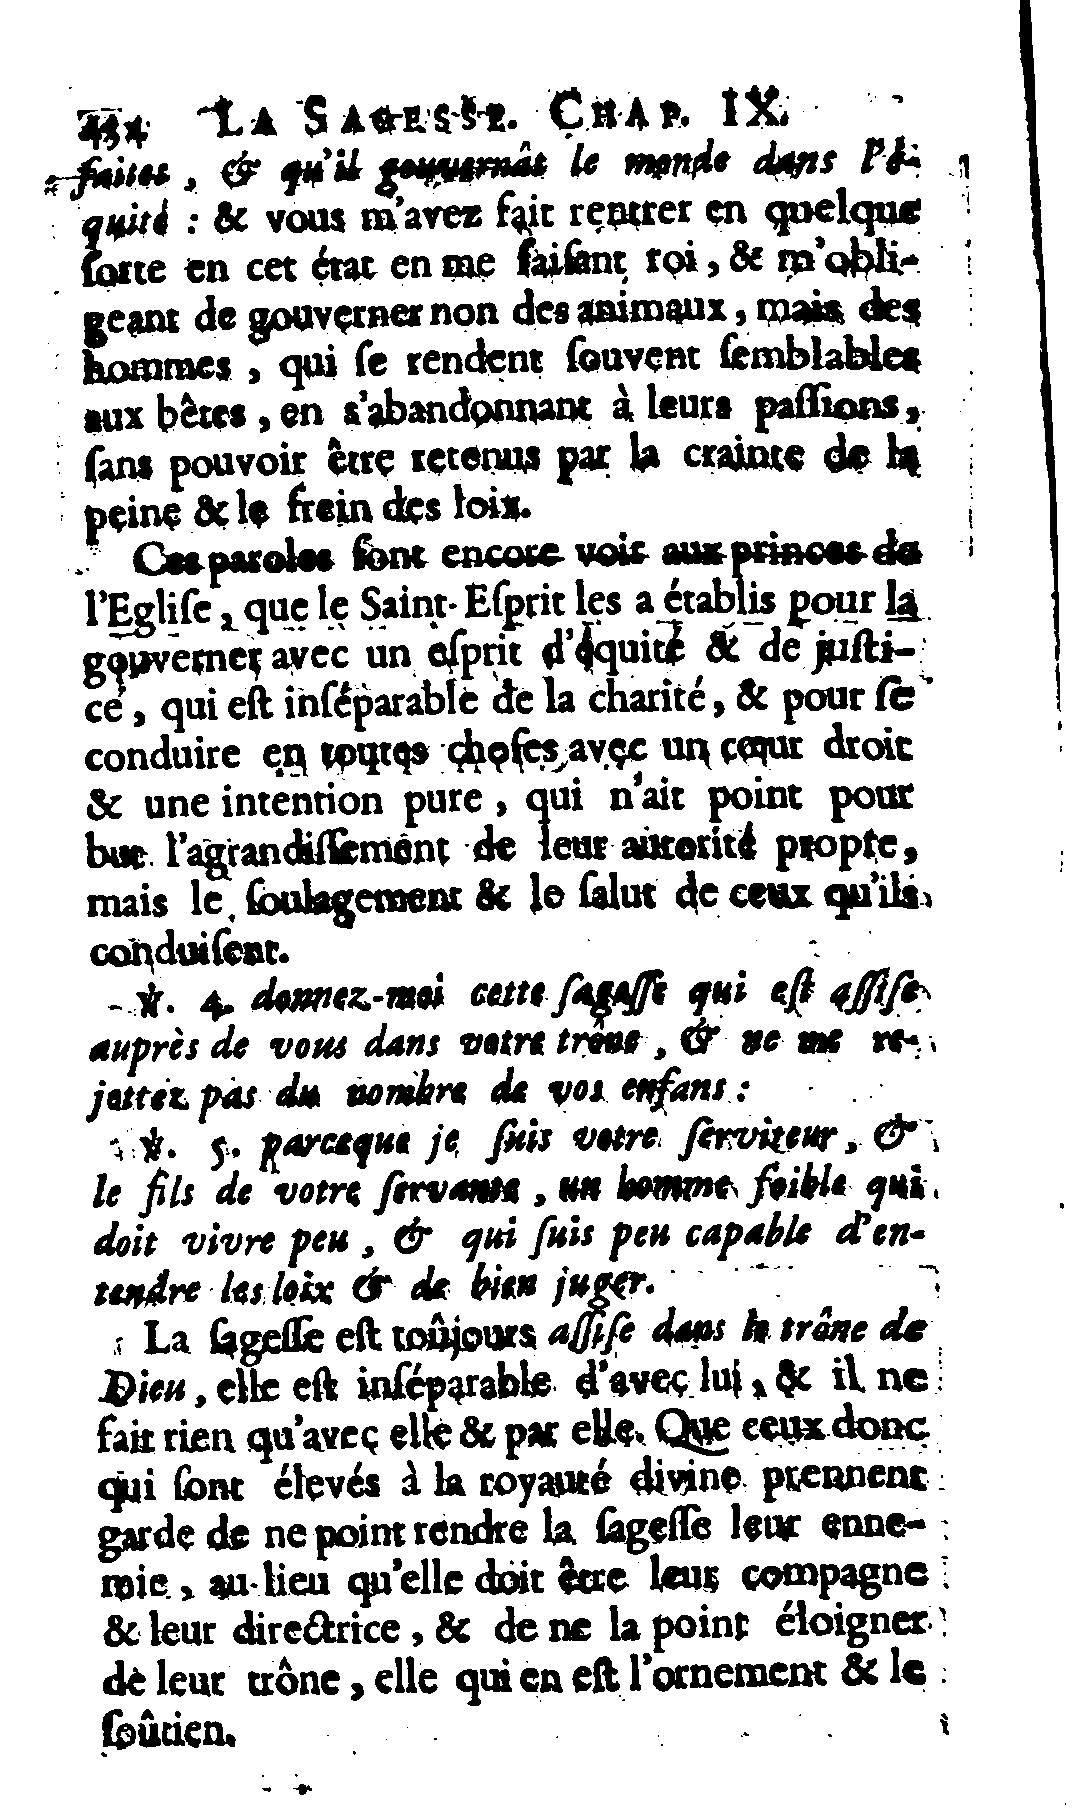 LA SAGESSE. CHAP. IX.
faites, & qu'il gouvernât le monde dans l'é-
quité : & vous m'avez fait rentrer en quelque
ſorte en cet état en me faiſant roi, & m'obli-
geant de gouverner non des animaux, mais des
hommes, qui ſe rendent ſouvent ſemblables
aux bêtes, en s'abandonnant à leurs paſſions,
ſans pouvoir être retenus par la crainte de la
peine & le frein des loix.
Ces paroles ſont encore voir aux princes de
l'Egliſe, que le Saint-Eſprit les a établis pour la
gouverner avec un eſprit d'équité & de juſti-
ce, qui eſt inſéparable de la charité, & pour ſe
conduire en toutes choſes avec un cœur droit
& une intention pure, qui n'ait point pour
but l'agrandiſſement de leur autorité propre,
mais le ſoulagement & le ſalut de ceux qu'ils
conduiſent.
℣. 4. donnez-moi cette ſageſſe qui eſt aſſiſe
auprès de vous dans votre trône, & ne me re-
jettez pas du nombre de vos enfans :
℣. 5. parceque je ſuis votre ſerviteur, &
le fils de votre ſervante, un homme foible qui
doit vivre peu, & qui ſuis peu capable d'en-
tendre les loix & de bien juger.
La ſageſſe eſt toûjours aſſiſe dans le trône de
Dieu, elle eſt inſéparable d'avec lui, & il ne
fait rien qu'avec elle & par elle. Que ceux donc
qui ſont élevés à la royauté divine prennent
garde de ne point rendre la ſageſſe leur enne-
mie, au-lieu qu'elle doit être leur compagne
& leur directrice, & de ne la point éloigner
de leur trône, elle qui en eſt l'ornement & le
ſoûtien.